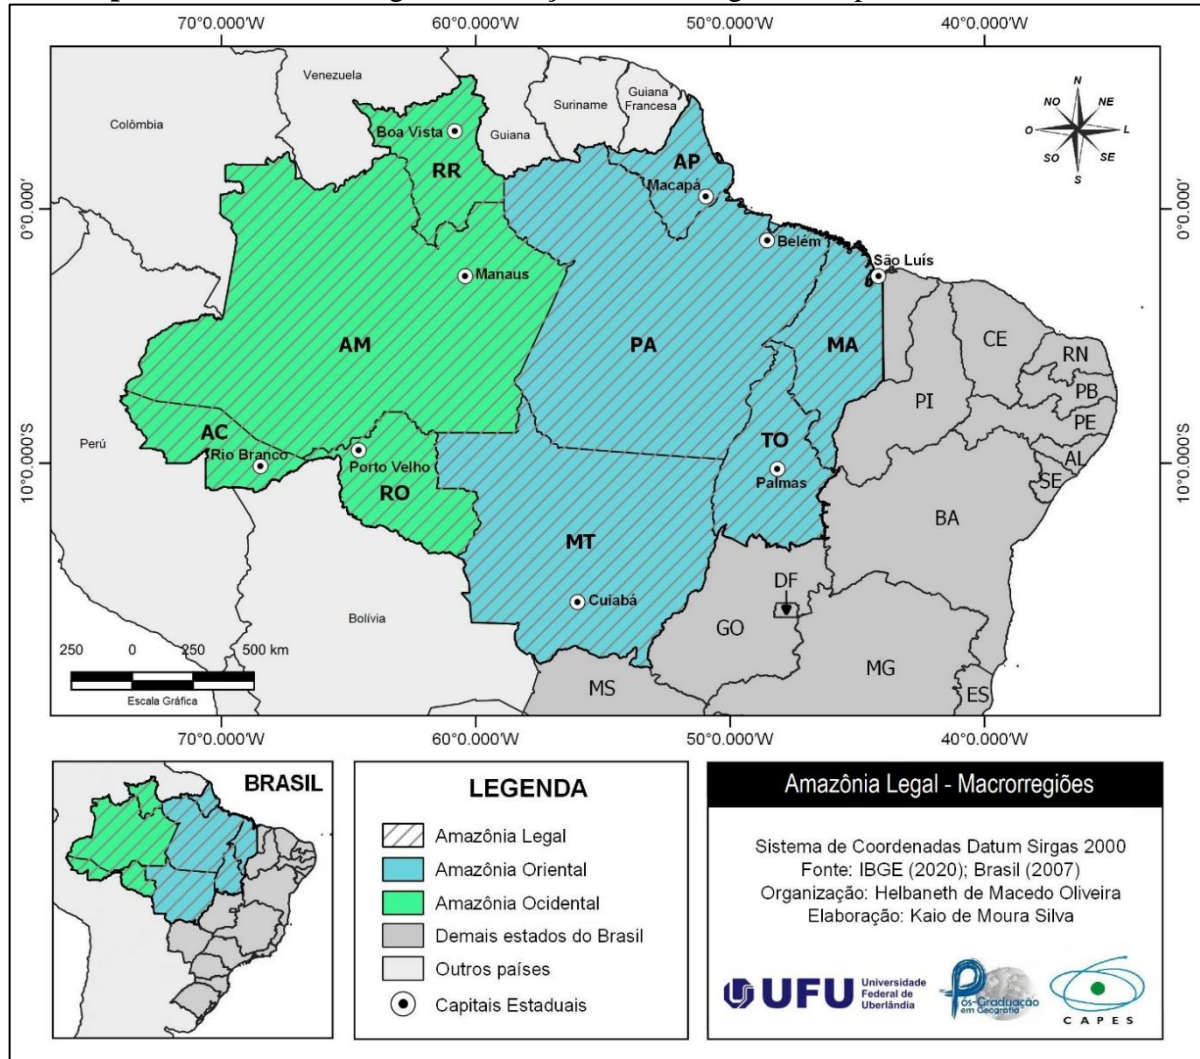 70°0.000'W 60°0.000'W 50°0.000'W 40°0.000'W
Venezuela
Colômbia
Guiana
Suriname
Guiana
Francesa
N
NO NE
O L
SO SE
S
Boa Vista
RR
AP
Macapá
0°0.000' 0°0.000'
Belém
São Luís
Manaus
AM
PA
MA
CE
RN
PB
PE
PI
AL
SE
BA
Perú
AC
Rio Branco
Porto Velho
RO
TO
Palmas
10°0.000'S 10°0.000'S
MT
Cuiabá
DF
GO
MG
ES
MS
Bolívia
250 0 250 500 km
Escala Gráfica
70°0.000'W 60°0.000'W 50°0.000'W 40°0.000'W
BRASIL
LEGENDA
Amazônia Legal
Amazônia Oriental
Amazônia Ocidental
Demais estados do Brasil
Outros países
Capitais Estaduais
Amazônia Legal - Macrorregiões
Sistema de Coordenadas Datum Sirgas 2000
Fonte: IBGE (2020); Brasil (2007)
Organização: Helbaneth de Macedo Oliveira
Elaboração: Kaio de Moura Silva
UFU
Universidade
Federal de
Uberlândia
Pós-Graduação
em Geografia
CAPES